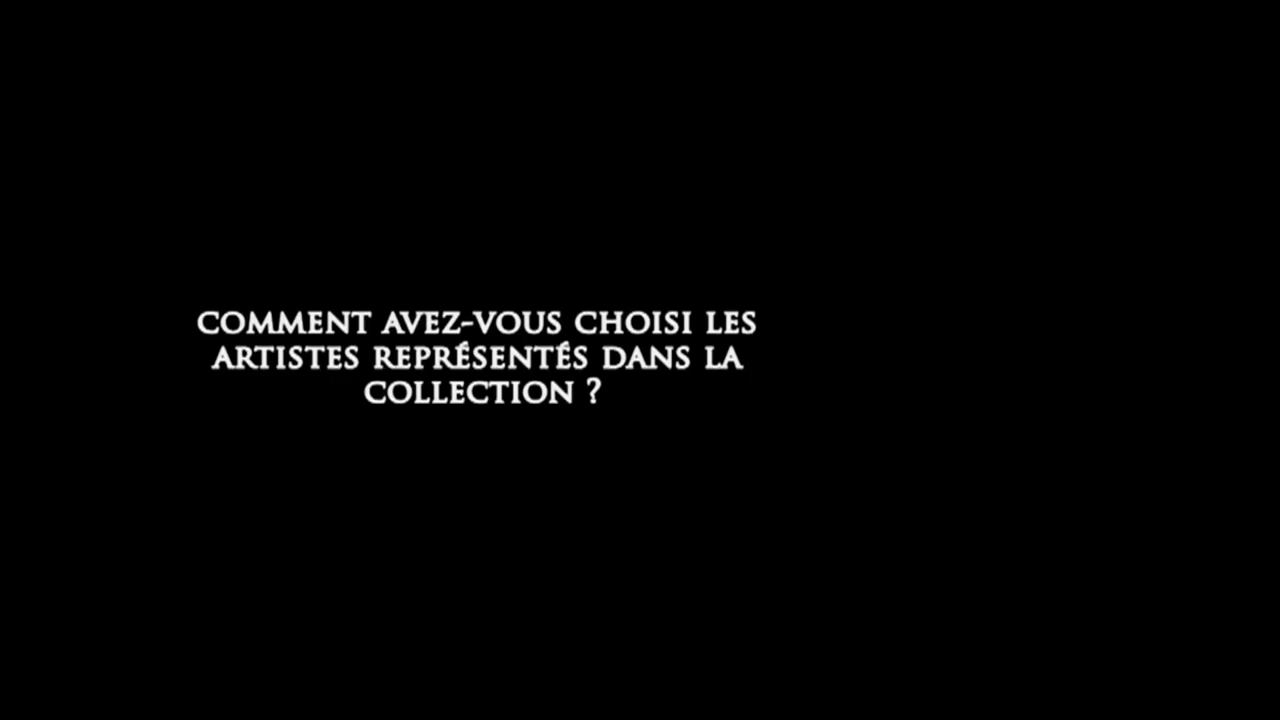 COMMENT AVEZ-VOUS CHOISI LES
ARTISTES REPRÉSENTÉS DANS LA
COLLECTION ?